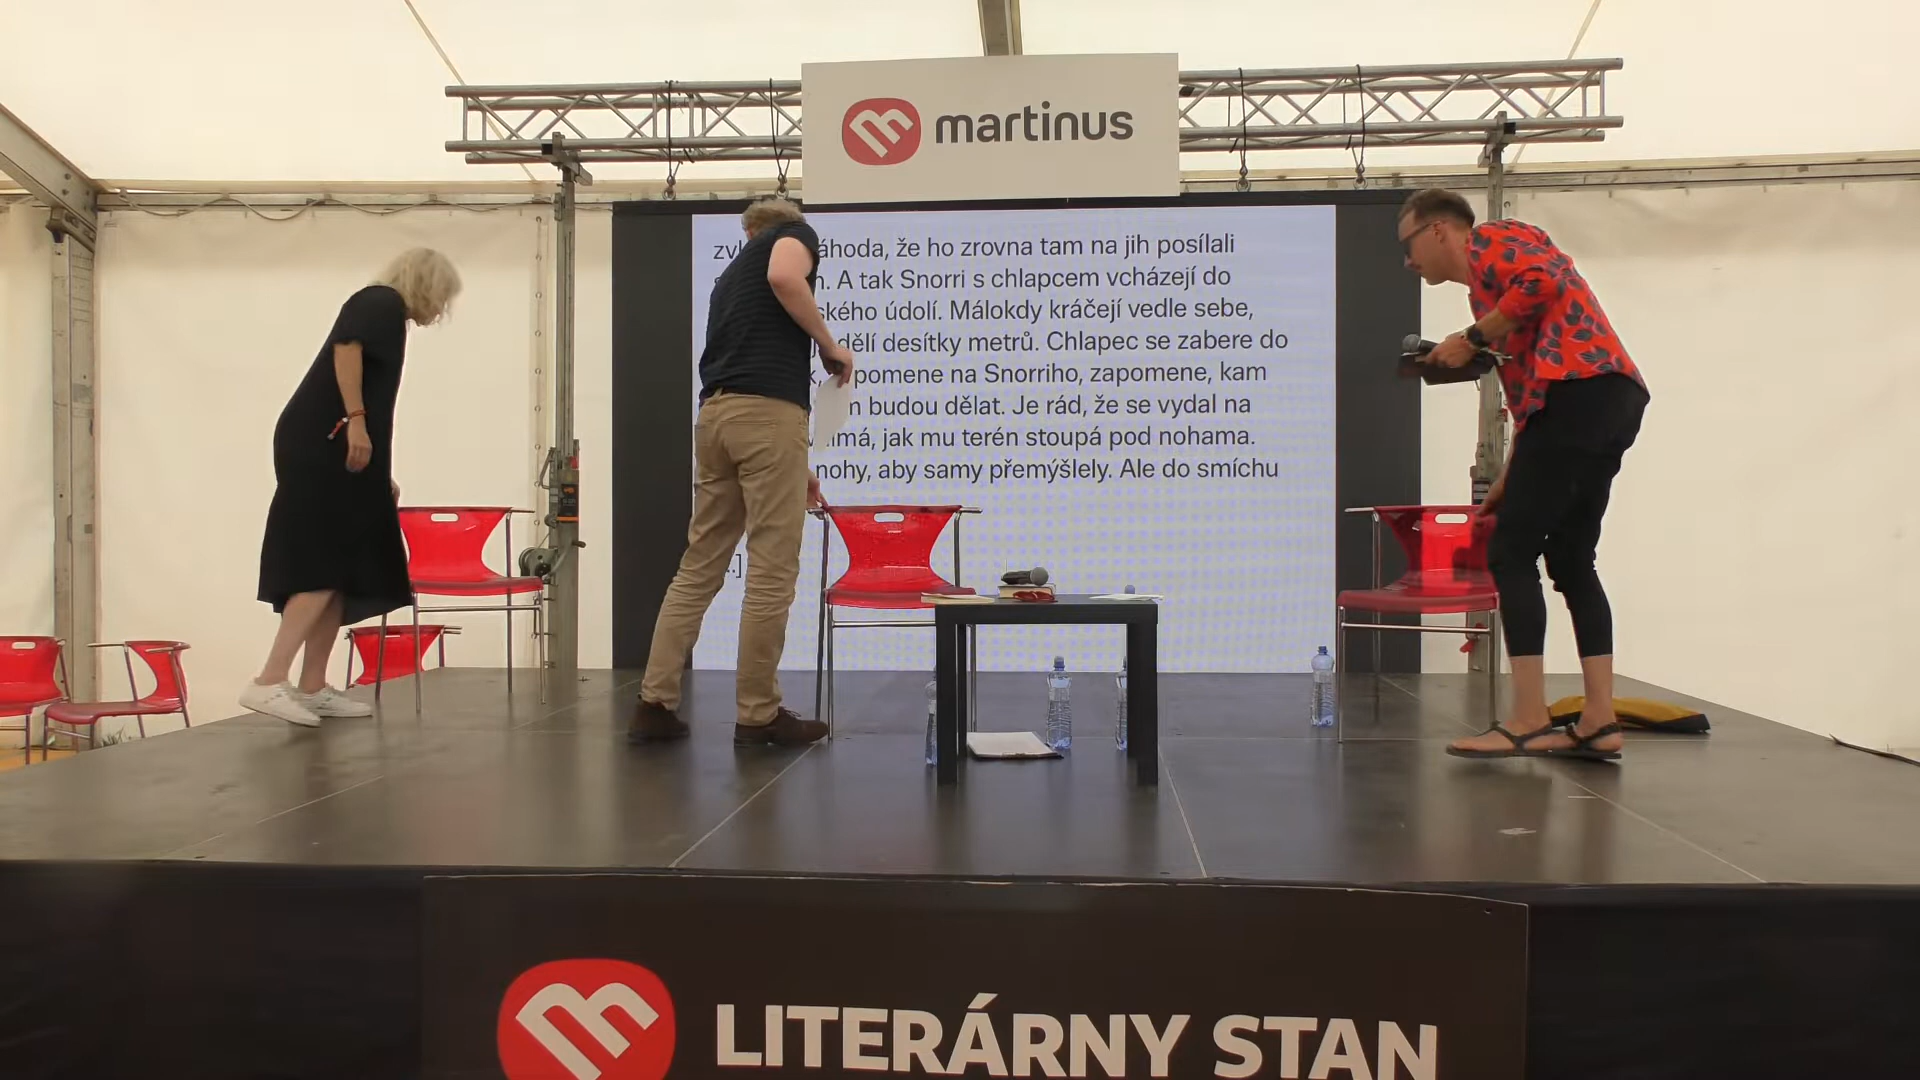 martinus
áhoda, že ho zrovna tam na jih posílali
. A tak Snorri s chlapcem vcházejí do
ského údolí. Málokdy kráčejí vedle sebe,
dělí desítky metrů. Chlapec se zabere do
pomene na Snorriho, zapomene, kam
budou dělat. Je rád, že se vydal na
ímá, jak mu terén stoupá pod nohama.
nohy, aby samy přemýšlely. Ale do smíchu
..]
LITERÁRNY STAN